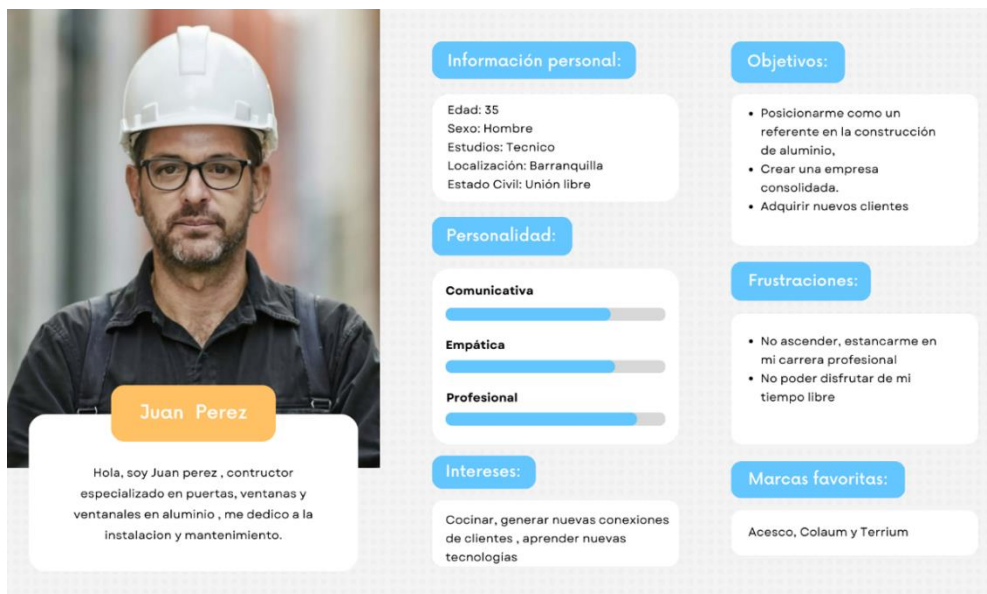 Juan Perez
Hola, soy Juan perez , contructor
especializado en puertas, ventanas y
ventanales en aluminio , me dedico a la
instalacion y mantenimiento.
Información personal:
Edad: 35
Sexo: Hombre
Estudios: Tecnico
Localización: Barranquilla
Estado Civil: Unión libre
Personalidad:
Comunicativa
Empática
Profesional
Intereses:
Cocinar, generar nuevas conexiones
de clientes , aprender nuevas
tecnologias
Objetivos:
• Posicionarme como un
referente en la construcción
de aluminio,
• Crear una empresa
consolidada.
• Adquirir nuevos clientes
Frustraciones:
• No ascender, estancarme en
mi carrera profesional
• No poder disfrutar de mi
tiempo libre
Marcas favoritas:
Acesco, Colaum y Terrium